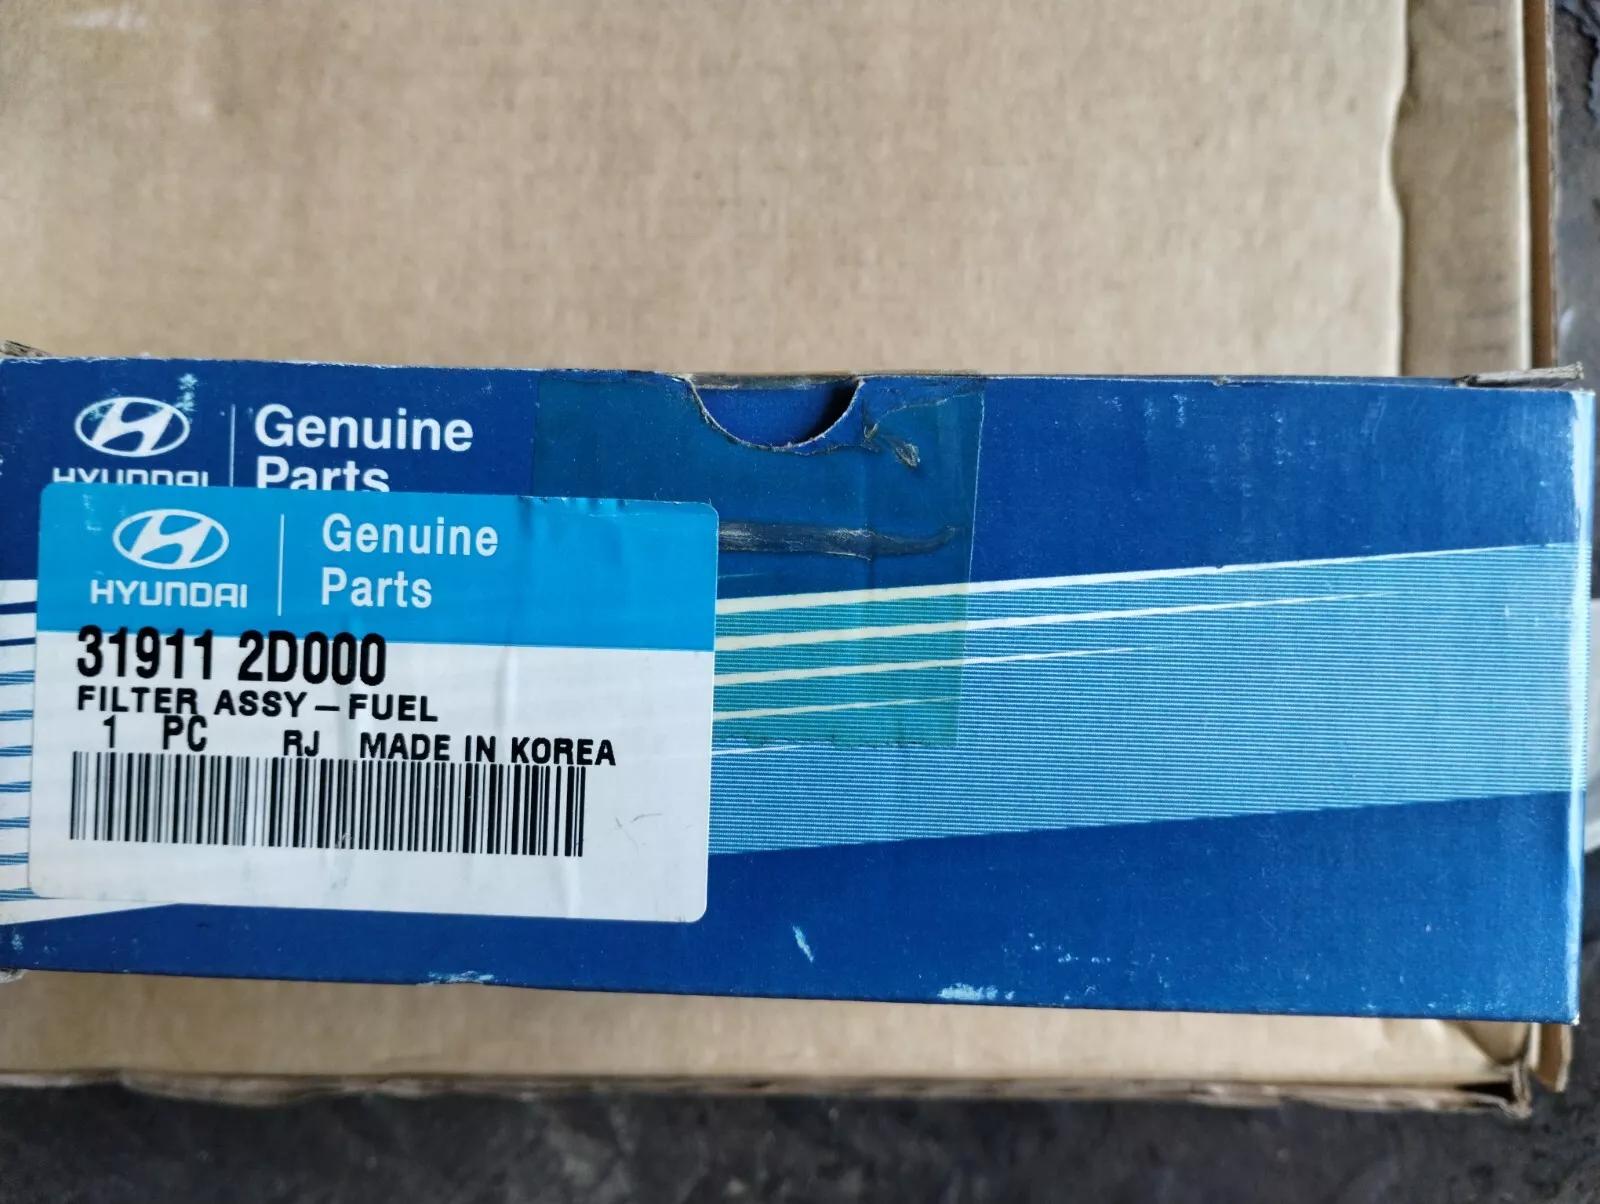 Genuine
Parts
HYUNDAI
Genuine
Parts
HYUNDAI
31911 2D000
FILTER ASSY-FUEL
1 PC RJ MADE IN KOREA